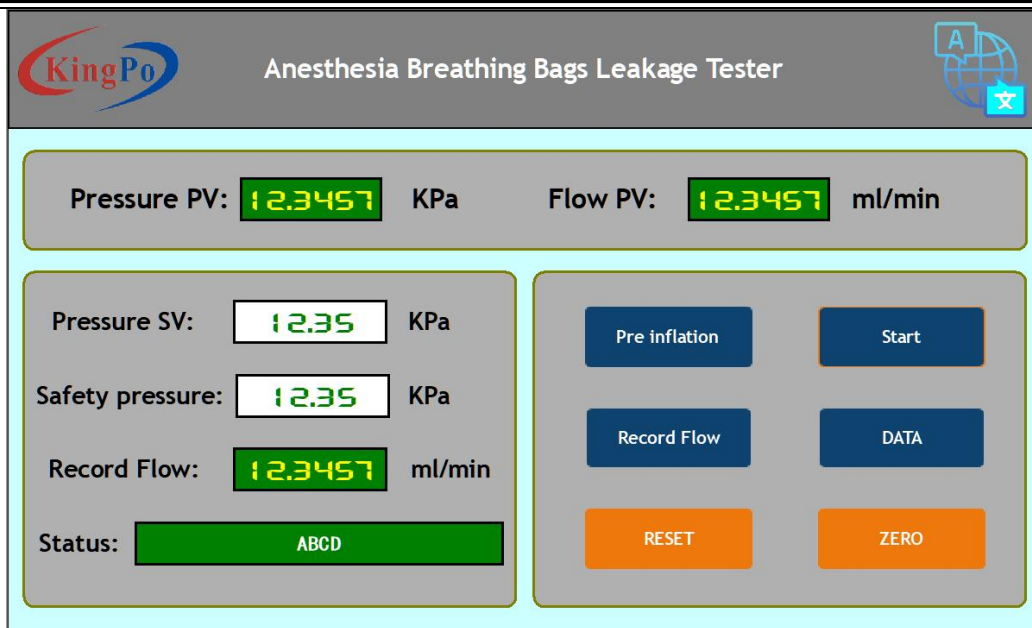 KingPo
Anesthesia Breathing Bags Leakage Tester
A
文
Pressure PV: 12.3457 KPa Flow PV: 12.3457 ml/min
Pressure SV: 12.35 KPa
Safety pressure: 12.35 KPa
Record Flow: 12.3457 ml/min
Status: ABCD
Pre inflation Start
Record Flow DATA
RESET ZERO